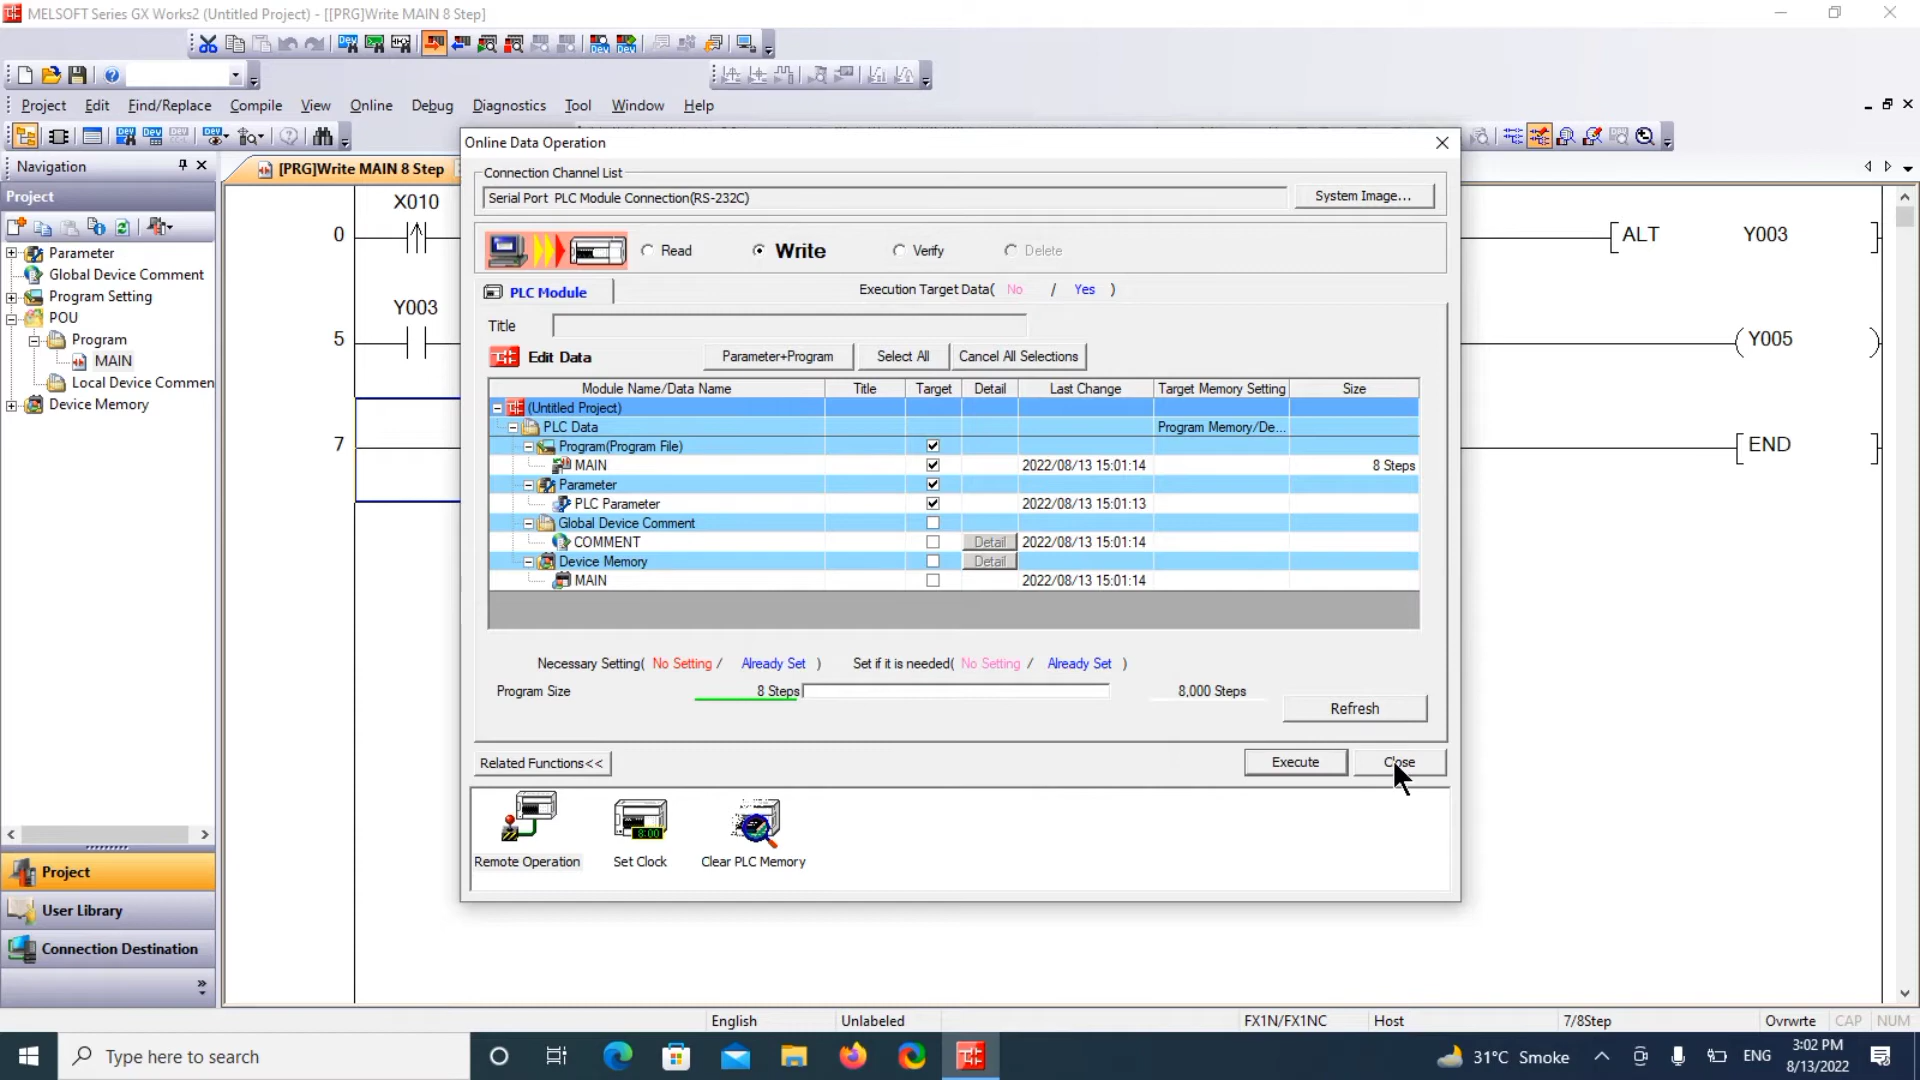 MELSOFT Series GX Works2 (Untitled Project) - [[PRG]Write MAIN 8 Step]
Project Edit Find/Replace Compile View Online Debug Diagnostics Tool Window Help
Navigation
Project
Parameter
Global Device Comment
Program Setting
POU
Program
MAIN
Local Device Commen
Device Memory
Project
User Library
Connection Destination
[PRG]Write MAIN 8 Step
X010
0
ALT Y003
Y003
5
Y005
7
END
Online Data Operation
Connection Channel List
Serial Port PLC Module Connection(RS-232C)
System Image...
Read Write Verify Delete
PLC Module
Execution Target Data( No / Yes )
Title
Edit Data Parameter+Program Select All Cancel All Selections
Module Name/Data Name Title Target Detail Last Change Target Memory Setting Size
(Untitled Project)
PLC Data Program Memory/De...
Program(Program File)
MAIN 2022/08/13 15:01:14 8 Steps
Parameter
PLC Parameter 2022/08/13 15:01:13
Global Device Comment
COMMENT Detail 2022/08/13 15:01:14
Device Memory Detail
MAIN 2022/08/13 15:01:14
Necessary Setting( No Setting / Already Set ) Set if it is needed( No Setting / Already Set )
Program Size 8 Steps 8,000 Steps
Refresh
Related Functions<< Execute Close
8:00
Remote Operation Set Clock Clear PLC Memory
English Unlabeled FX1N/FX1NC Host 7/8Step Ovrwrte CAP NUM
Type here to search
31°C Smoke ENG
3:02 PM
8/13/2022